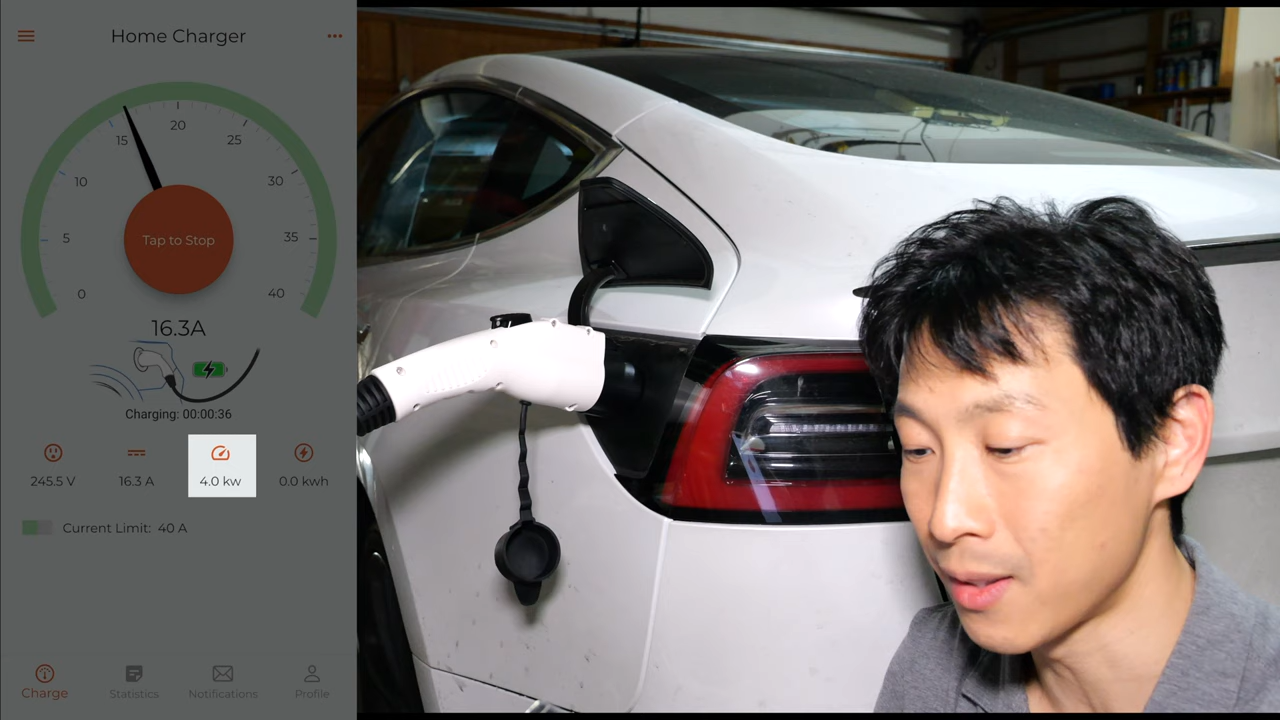 Home Charger
20
15
25
10
30
5
35
0
40
Tap to Stop
16.3A
Charging: 00:00:36
245.5 V
16.3 A
4.0 kw
0.0 kwh
Current Limit: 40 A
Charge
Statistics
Notifications
Profile